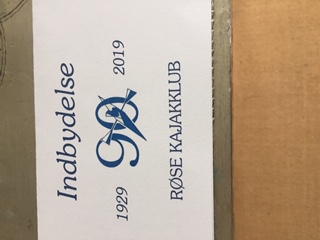 Indbydelse
1929 90 2019
RØSE KAJAKKLUB